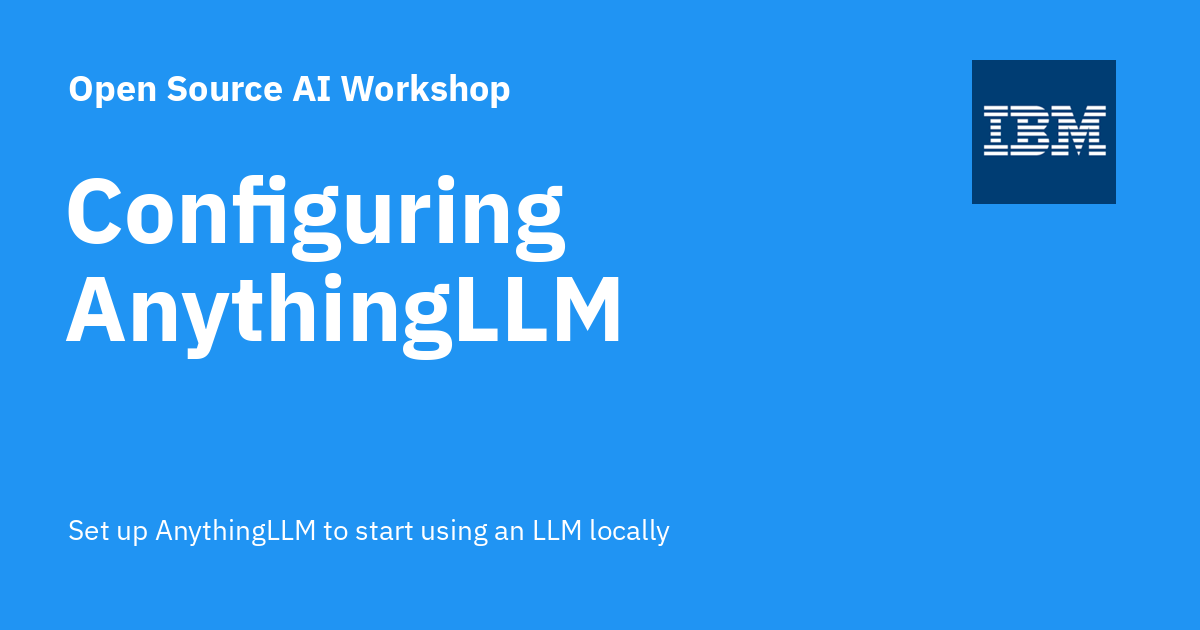 Open Source AI Workshop
IBM
Configuring
AnythingLLM
Set up AnythingLLM to start using an LLM locally